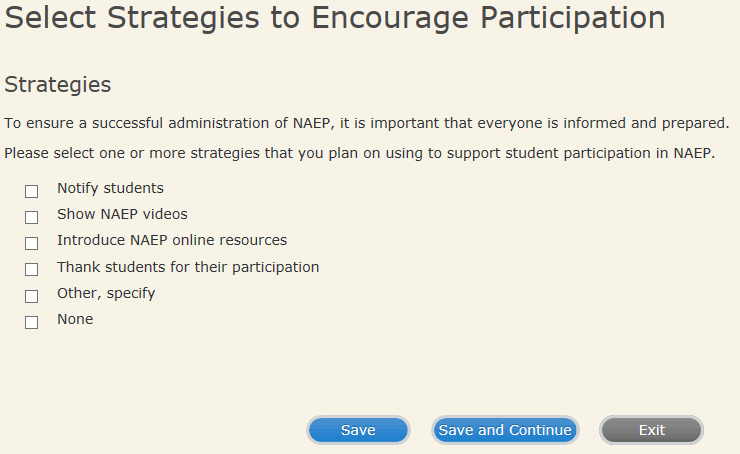 Select Strategies to Encourage Participation
Strategies
To ensure a successful administration of NAEP, it is important that everyone is informed and prepared.
Please select one or more strategies that you plan on using to support student participation in NAEP.
Notify students
Show NAEP videos
Introduce NAEP online resources
Thank students for their participation
Other, specify
None
Save Save and Continue Exit